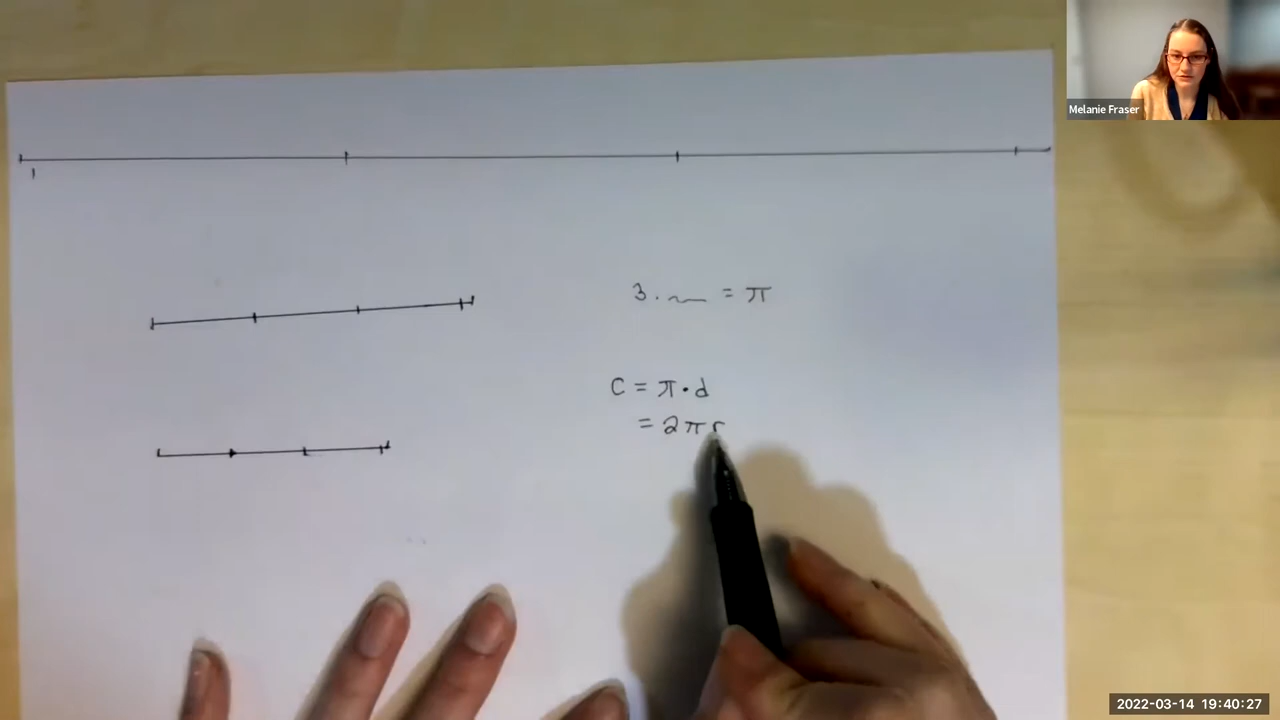 Melanie Fraser
3. = π
C = π · d
= 2πr
2022-03-14 19:40:27